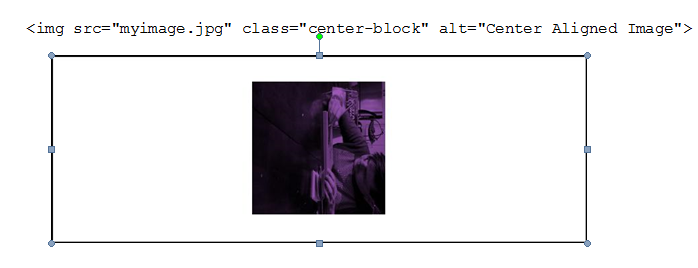 <img src="myimage.jpg" class="center-block" alt="Center Aligned Image">